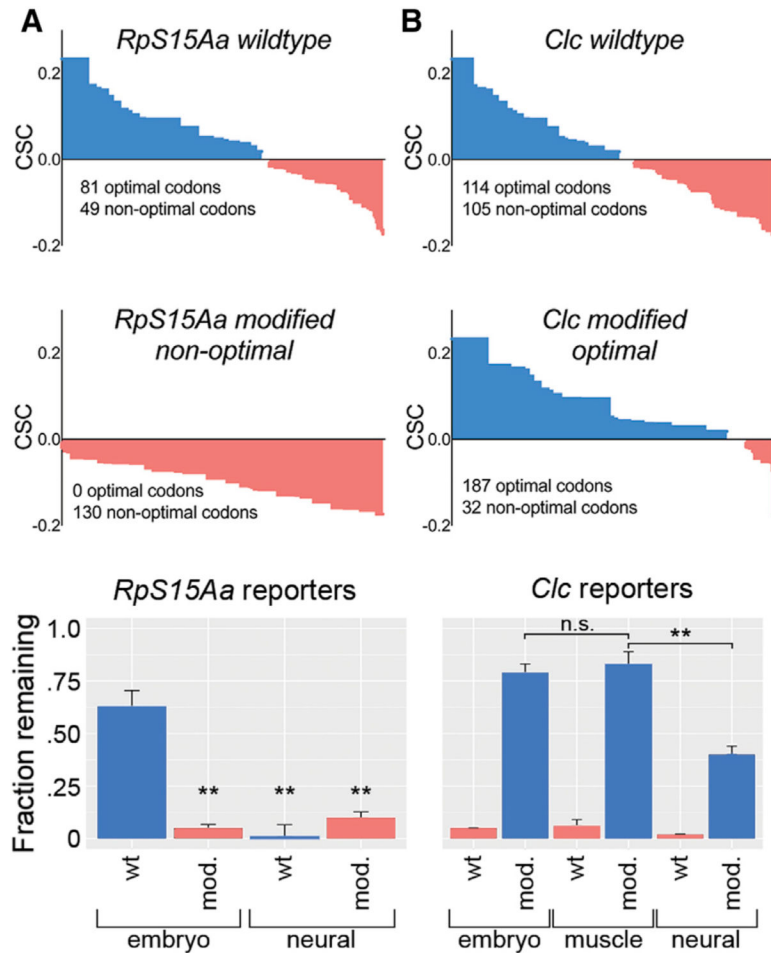 A
RpS15Aa wildtype
0.2
CSC
0.0
81 optimal codons
49 non-optimal codons
-0.2
B
Clc wildtype
0.2
CSC
0.0
114 optimal codons
105 non-optimal codons
-0.2
RpS15Aa modified
non-optimal
0.2
CSC
0.0
0 optimal codons
130 non-optimal codons
-0.2
Clc modified
optimal
0.2
CSC
0.0
187 optimal codons
32 non-optimal codons
-0.2
RpS15Aa reporters
Fraction remaining
1.0
.75
.50
.25
0
** ** **
wt mod. wt mod.
embryo neural
Clc reporters
n.s.
**
wt mod. wt mod. wt mod.
embryo muscle neural